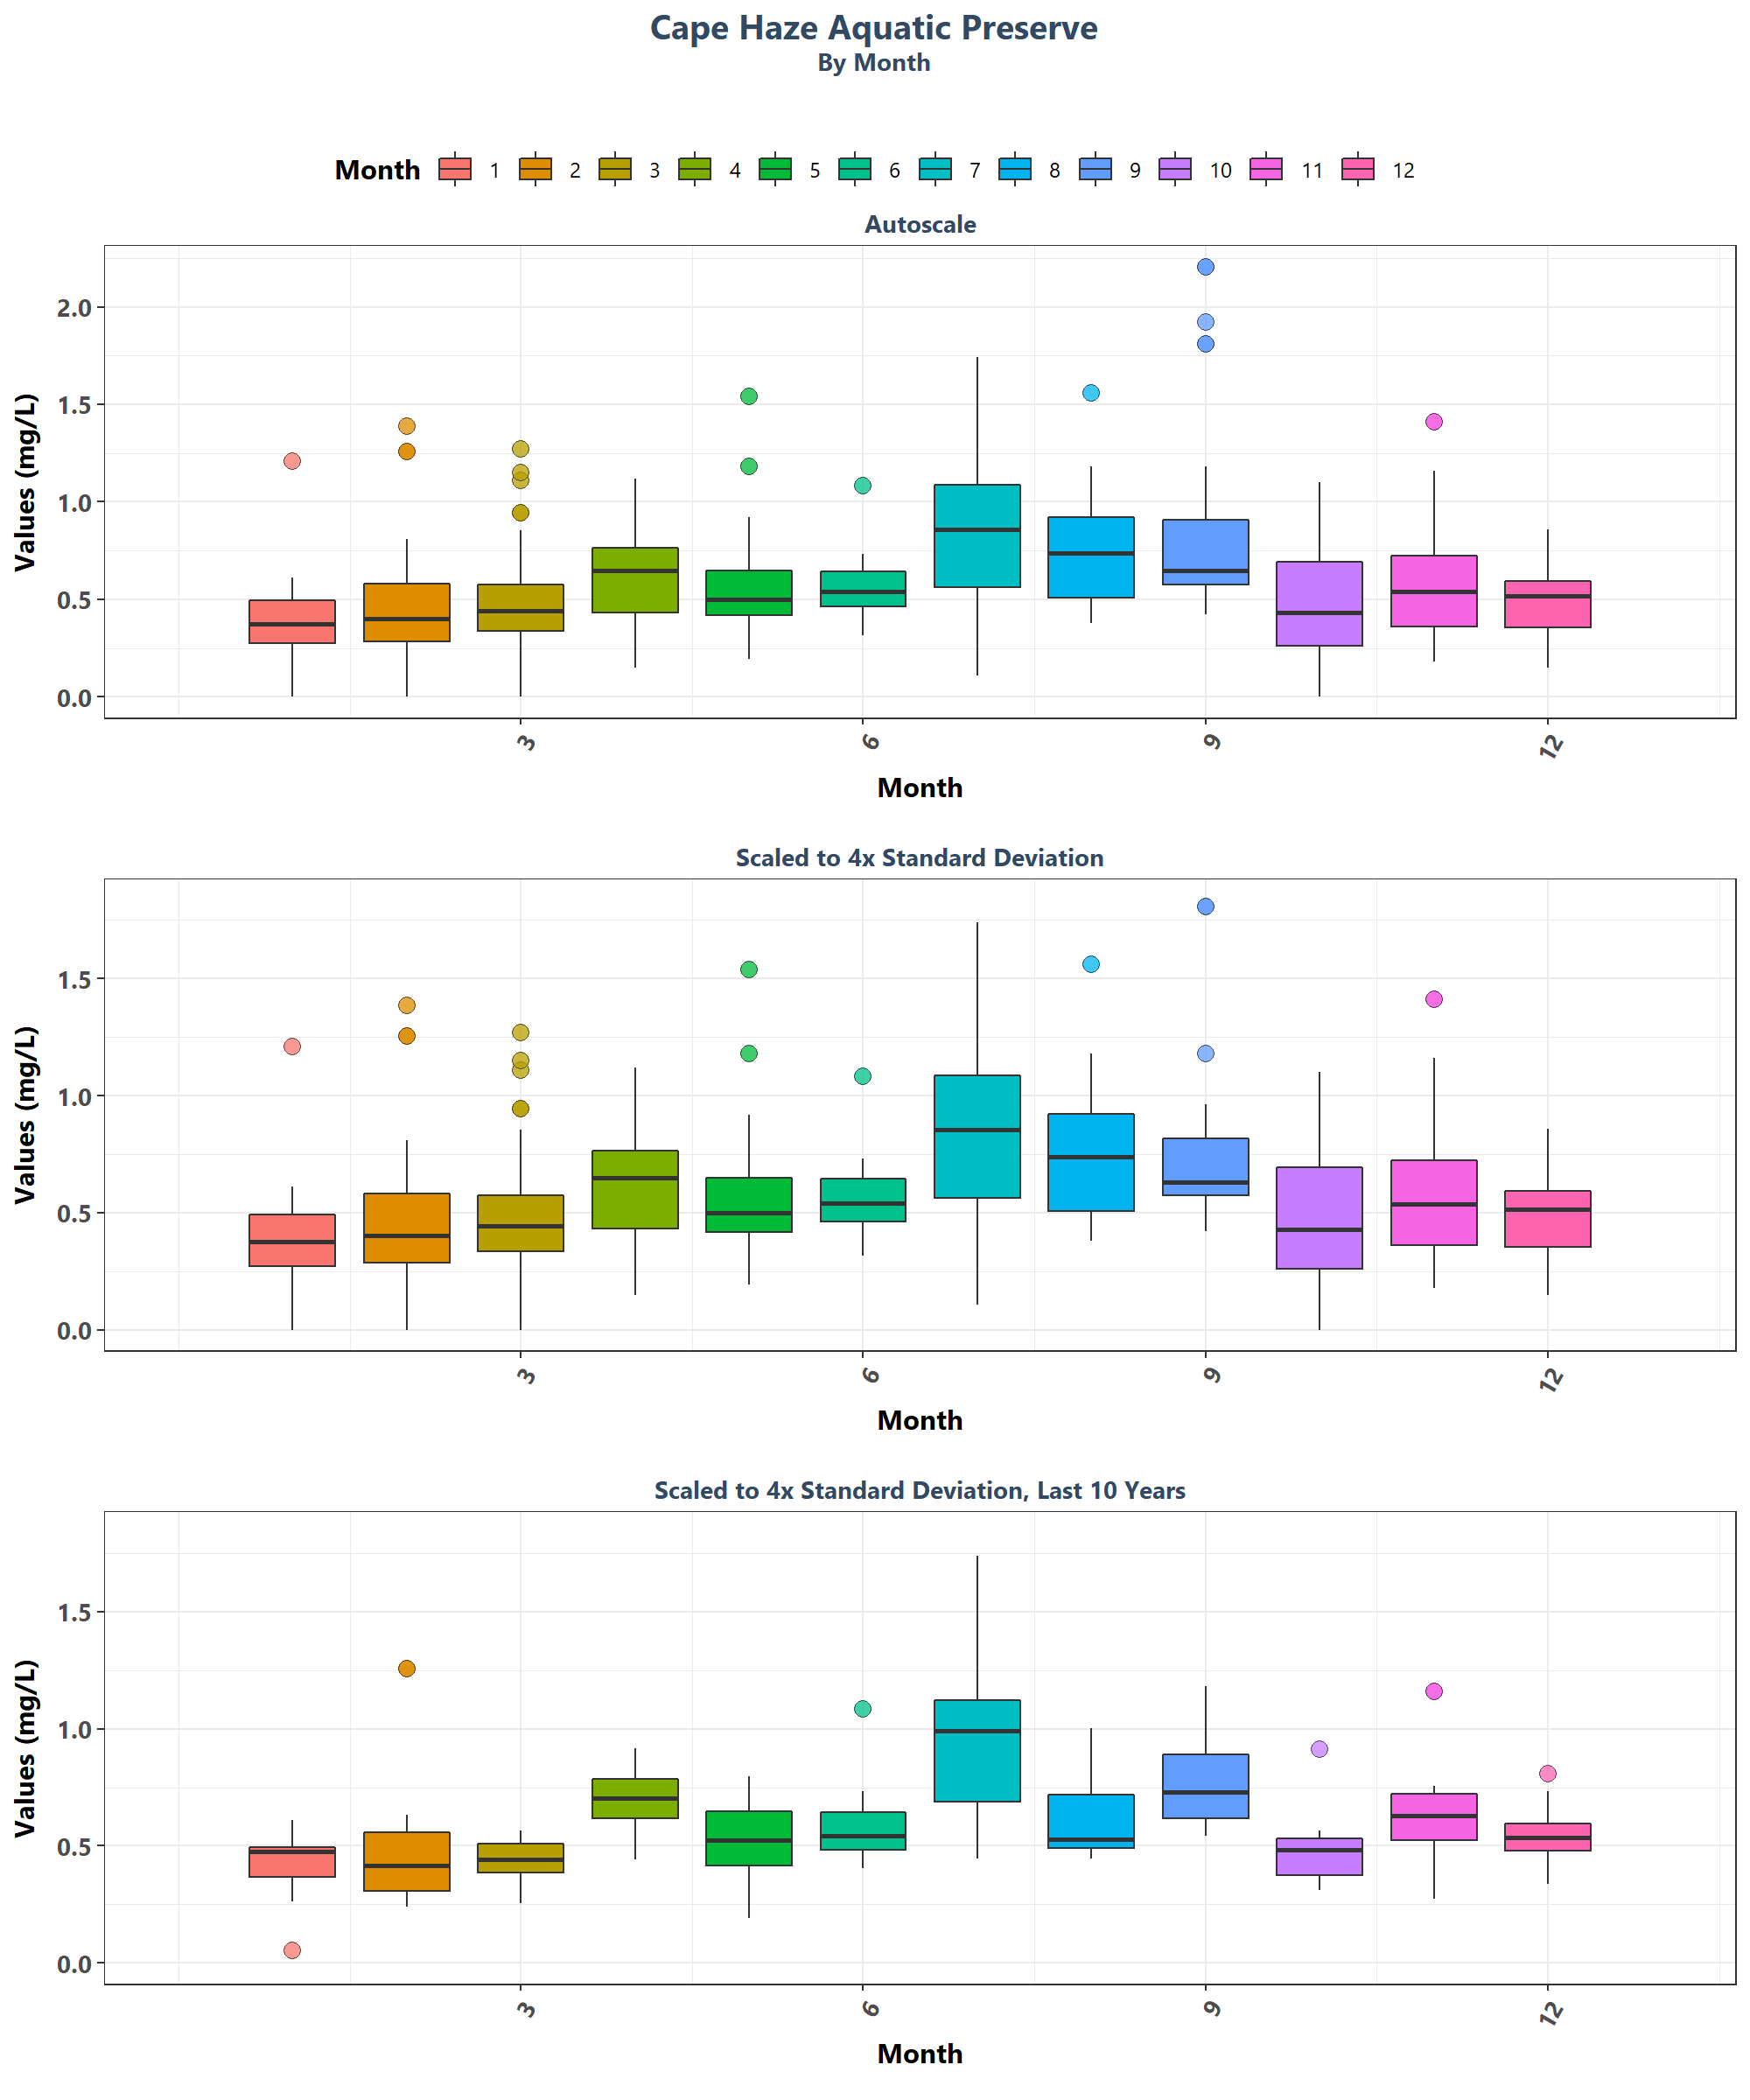 Cape Haze Aquatic Preserve
By Month
Month 1 2 3 4 5 6 7 8 9 10 11 12
Autoscale
Values (mg/L)
2.0
1.5
1.0
0.5
0.0
3 6 9 12
Month
Scaled to 4x Standard Deviation
Values (mg/L)
1.5
1.0
0.5
0.0
3 6 9 12
Month
Scaled to 4x Standard Deviation, Last 10 Years
Values (mg/L)
1.5
1.0
0.5
0.0
3 6 9 12
Month